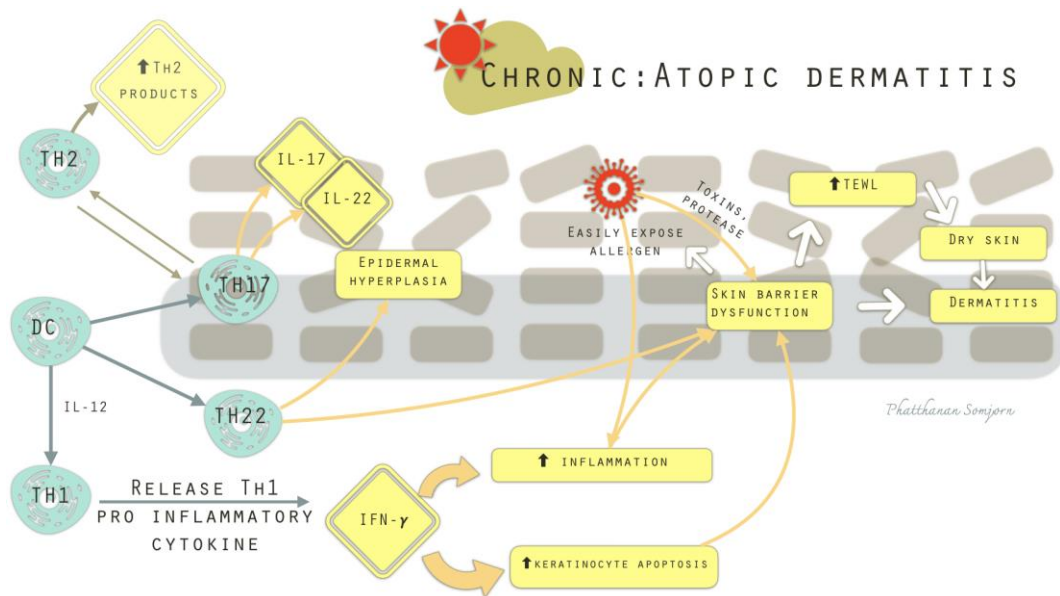 CHRONIC:ATOPIC DERMATITIS
↑TH2
PRODUCTS
TH2
IL-17
IL-22
EPIDERMAL
HYPERPLASIA
TH17
DC
IL-12
TH22
TH1
RELEASE TH1
PRO INFLAMMATORY
CYTOKINE
IFN-γ
↑ INFLAMMATION
↑KERATINOCYTE APOPTOSIS
EASILY EXPOSE
ALLERGEN
TOXINS,
PROTEASE
SKIN BARRIER
DYSFUNCTION
↑TEWL
DRY SKIN
DERMATITIS
Phatthanan Somjorn